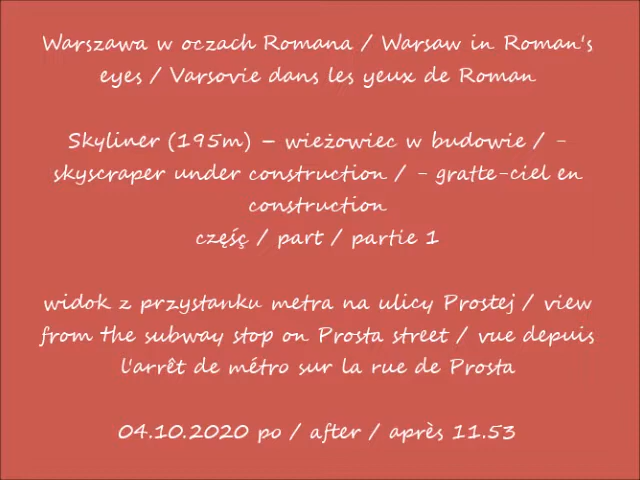 Warszawa w oczach Romana / Warsaw in Roman's
eyes / Varsovie dans les yeux de Roman
Skyliner (195m) – wieżowiec w budowie / -
skyscraper under construction / - gratte-ciel en
construction
częśç / part / partie 1
widok z przystanku metra na ulicy Prostej / view
from the subway stop on Prosta street / vue depuis
l'arrêt de métro sur la rue de Prosta
04.10.2020 po / after / après 11.53